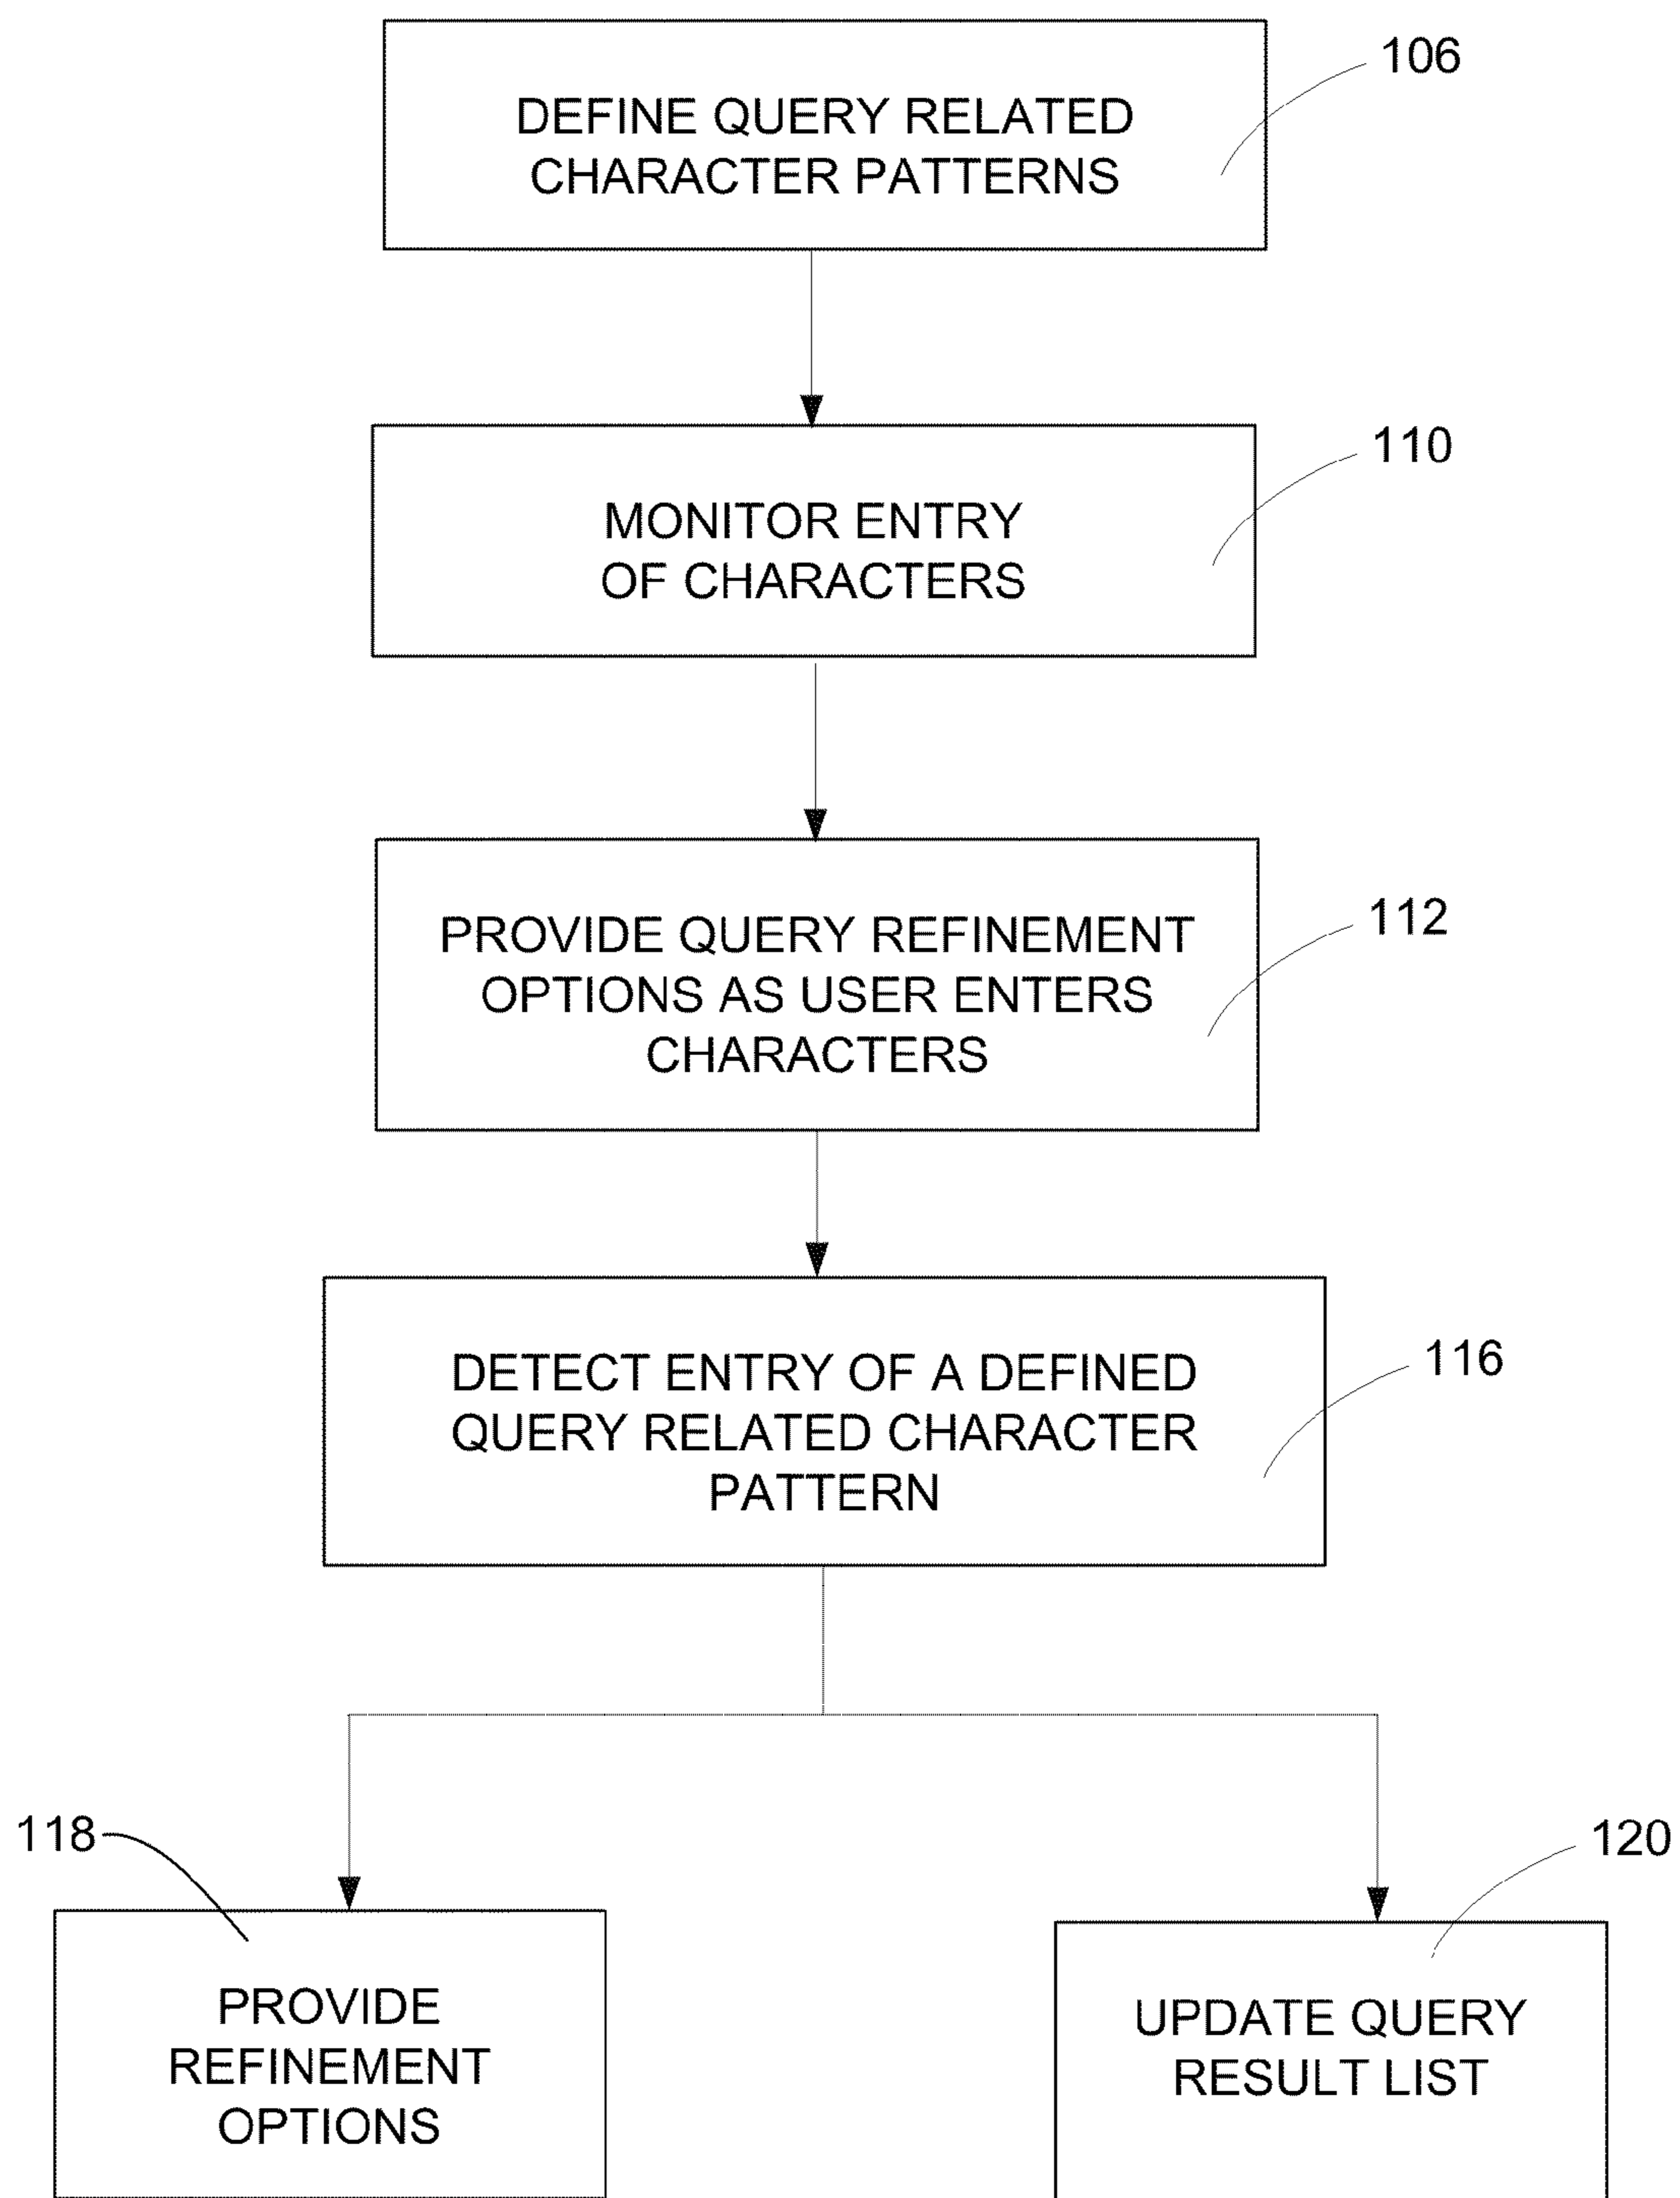 106
DEFINE QUERY RELATED
CHARACTER PATTERNS
110
MONITOR ENTRY
OF CHARACTERS
112
PROVIDE QUERY REFINEMENT
OPTIONS AS USER ENTERS
CHARACTERS
116
DETECT ENTRY OF A DEFINED
QUERY RELATED CHARACTER
PATTERN
118
PROVIDE
REFINEMENT
OPTIONS
120
UPDATE QUERY
RESULT LIST